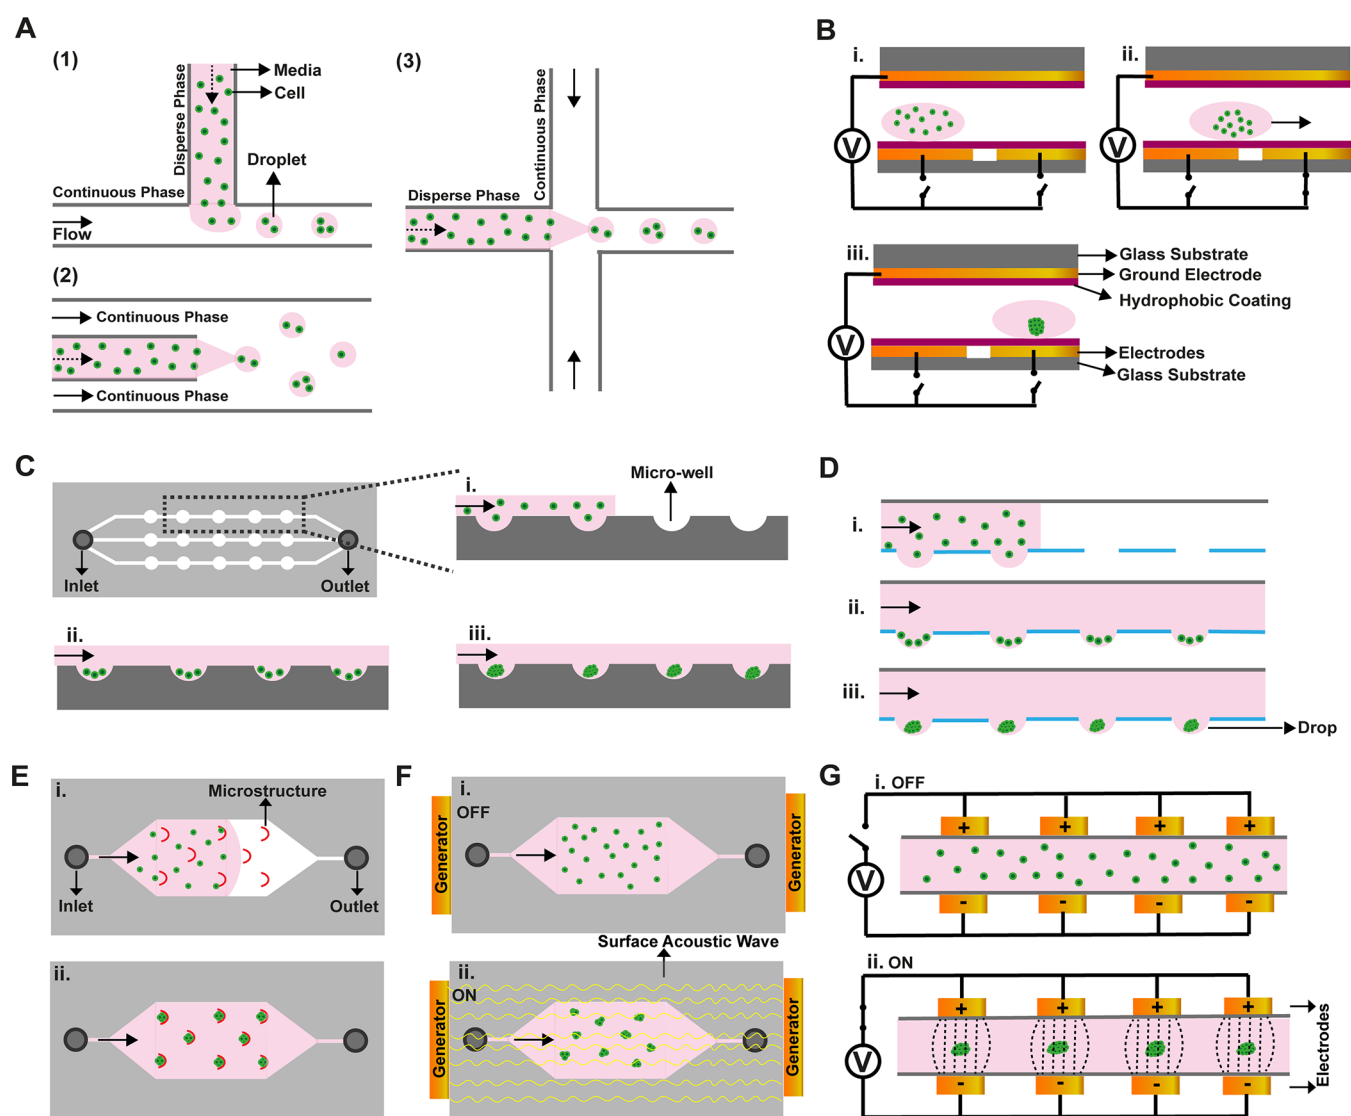 A
(1)
Media
Cell
Disperse Phase
Droplet
Continuous Phase
Flow
(2)
Continuous Phase
Continuous Phase
(3)
Continuous Phase
Disperse Phase
B
i.
V
ii.
V
iii.
V
Glass Substrate
Ground Electrode
Hydrophobic Coating
Electrodes
Glass Substrate
C
Inlet
Outlet
i.
Micro-well
ii.
iii.
D
i.
ii.
iii.
Drop
E
i.
Microstructure
Inlet
Outlet
ii.
F
i.
OFF
Generator
Generator
Surface Acoustic Wave
ii.
ON
Generator
Generator
G
i. OFF
+ + + +
V
- - - -
ii. ON
+ + + +
V
- - - -
Electrodes